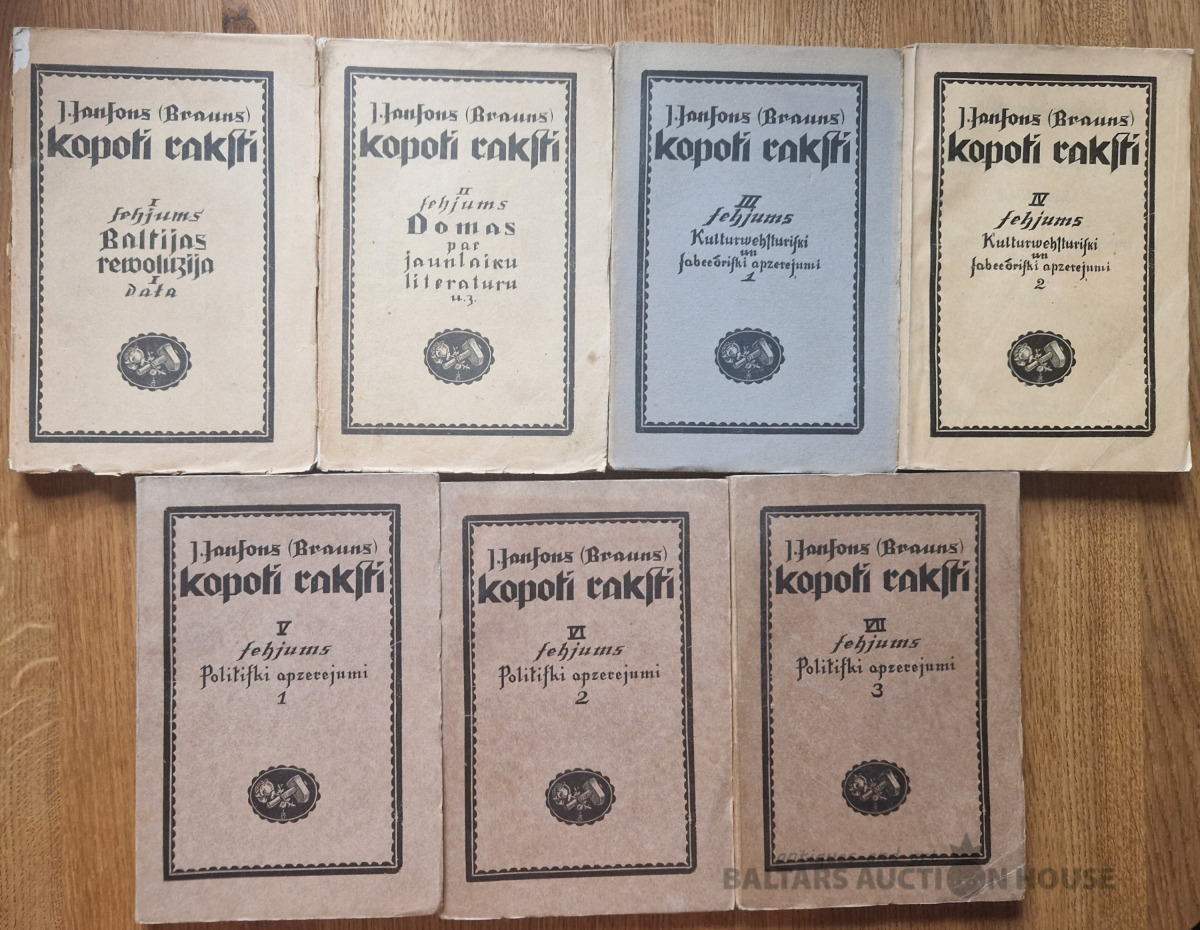 J.Janſons (Brauns)
kopoti rakſti
I
ſehjums
Baltijas
rewoluzija
I
data
J.Janſons (Brauns)
kopoti rakſti
II
ſehjums
Domas
par
jaunlaiku
literaturu
u.z.
J.Janſons (Brauns)
kopoti rakſti
III
ſehjums
Kulturwehſturiſki
un
ſabeedriſki apzerejumi
1
J.Janſons (Brauns)
kopoti rakſti
IV
ſehjums
Kulturwehſturiſki
un
ſabeedriſki apzerejumi
2
J.Janſons (Brauns)
kopoti rakſti
V
ſehjums
Politiſki apzerejumi
1
J.Janſons (Brauns)
kopoti rakſti
VI
ſehjums
Politiſki apzerejumi
2
J.Janſons (Brauns)
kopoti rakſti
VII
ſehjums
Politiſki apzerejumi
3
antiques and
BALTARS AUCTION HOUSE